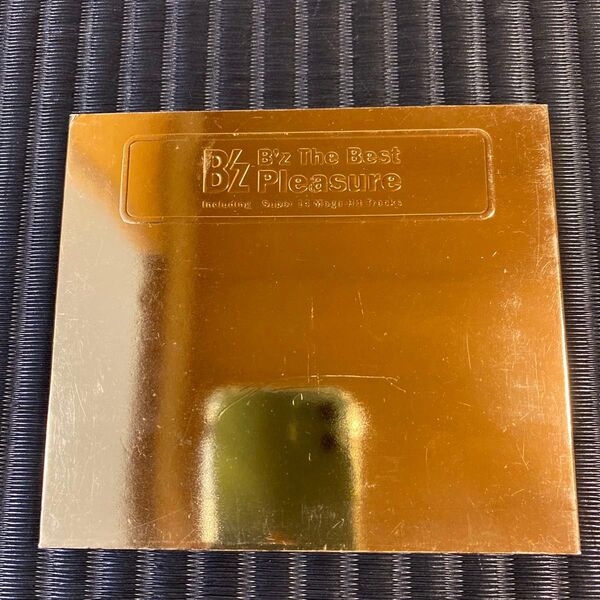 B'z
B'z The Best
Pleasure
Including Super 14 Mega-Hit Tracks